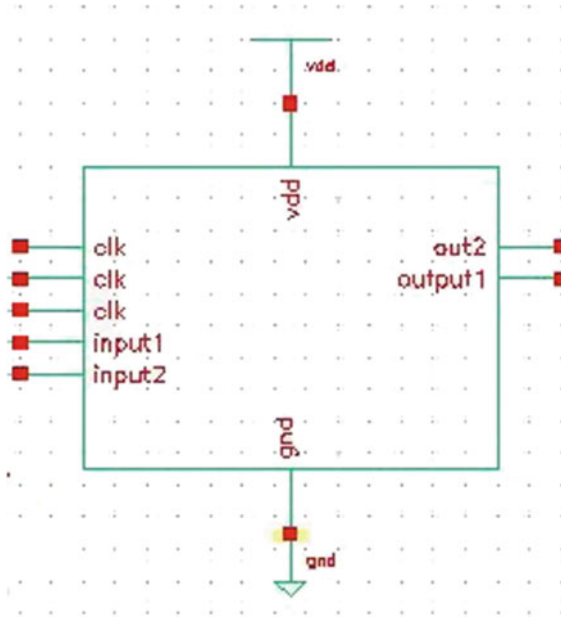 vdd
vdd
clk
out2
clk
output1
clk
input1
input2
gnd
gnd